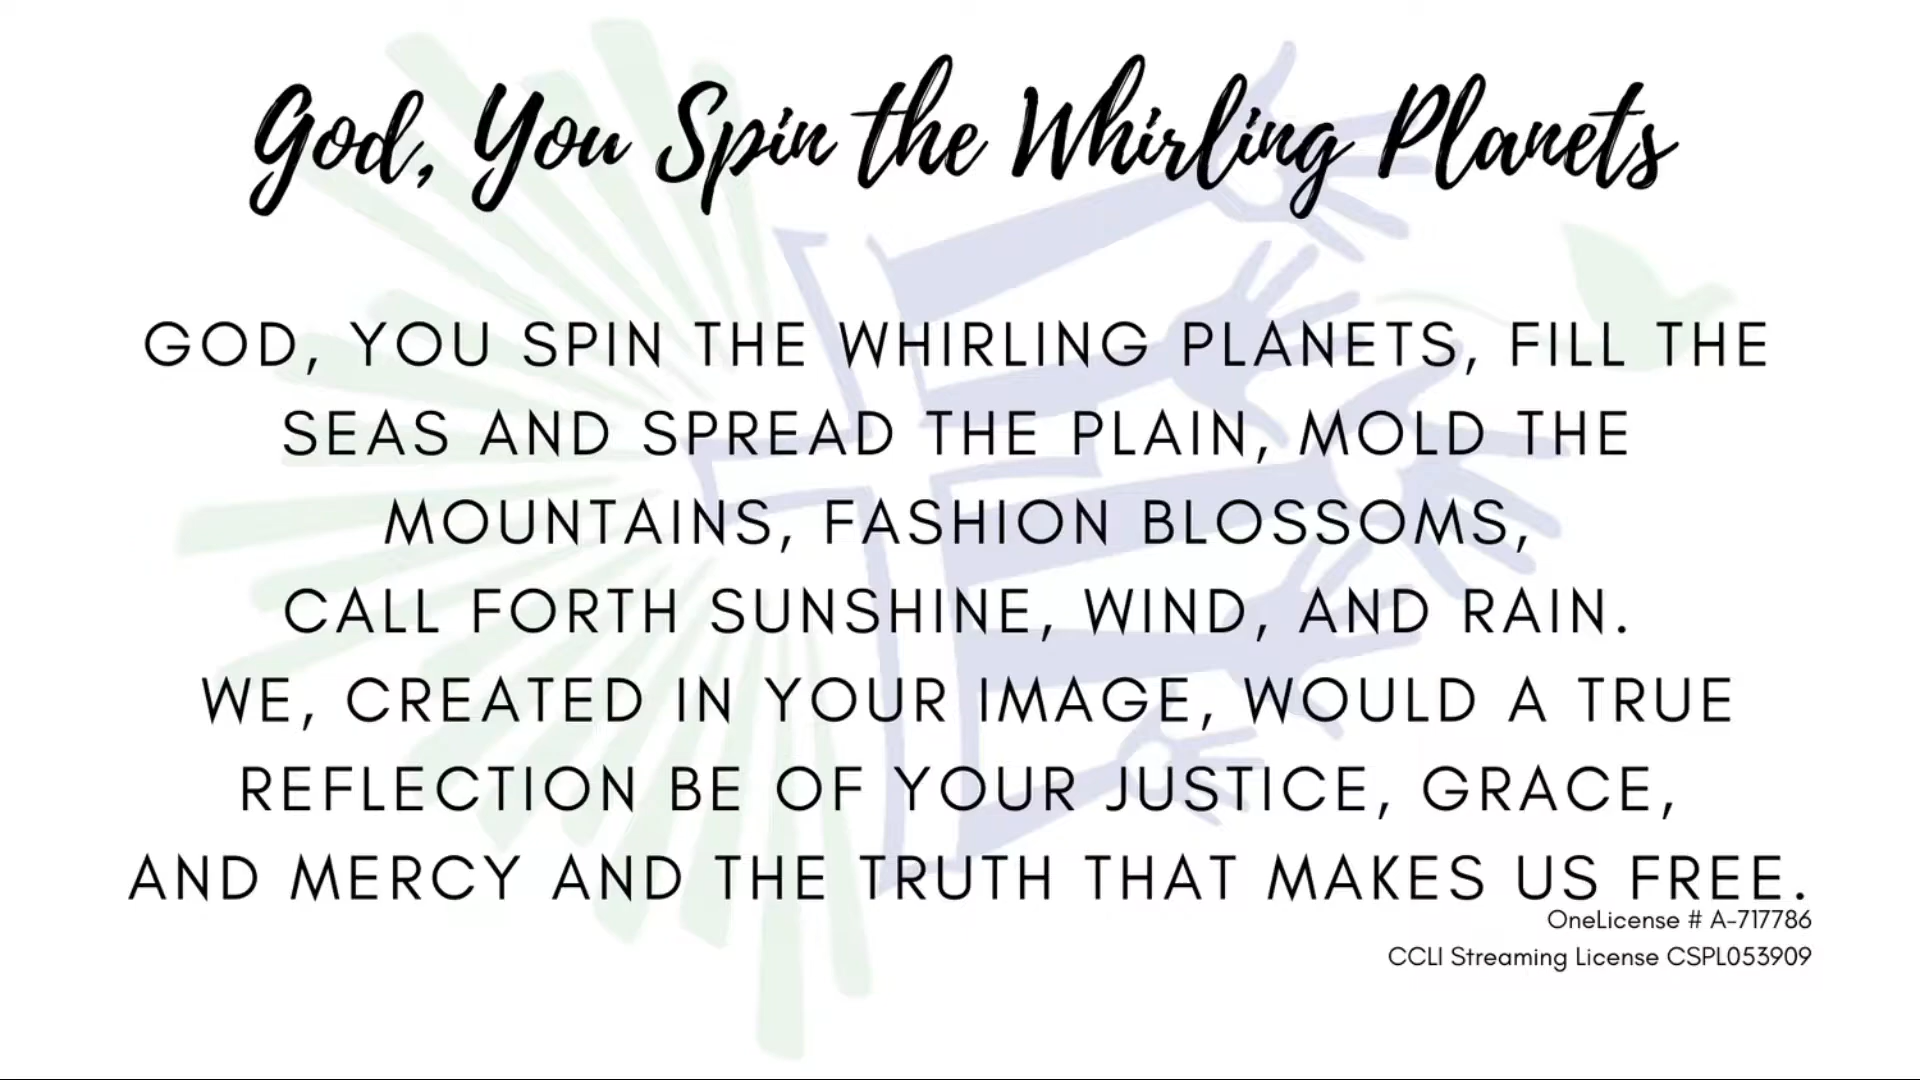 God, You Spin the Whirling Planets
GOD, YOU SPIN THE WHIRLING PLANETS, FILL THE
SEAS AND SPREAD THE PLAIN, MOLD THE
MOUNTAINS, FASHION BLOSSOMS,
CALL FORTH SUNSHINE, WIND, AND RAIN.
WE, CREATED IN YOUR IMAGE, WOULD A TRUE
REFLECTION BE OF YOUR JUSTICE, GRACE,
AND MERCY AND THE TRUTH THAT MAKES US FREE.
OneLicense # A-717786
CCLI Streaming License CSPL053909